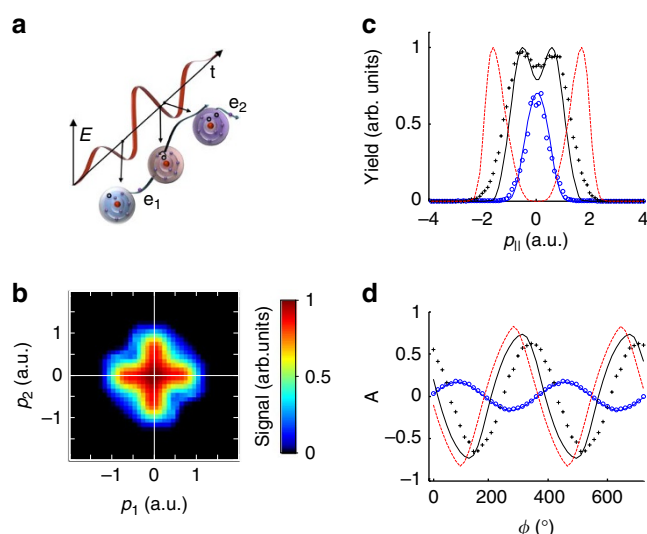 a
E
t
e2
e1
b
p2 (a.u.)
1
0
−1
−1 0 1
p1 (a.u.)
Signal (arb.units)
1
0.5
0
c
Yield (arb. units)
1
0.5
0
−4 −2 0 2 4
p|| (a.u.)
d
A
1
0.5
0
−0.5
−1
0 200 400 600
ϕ (°)